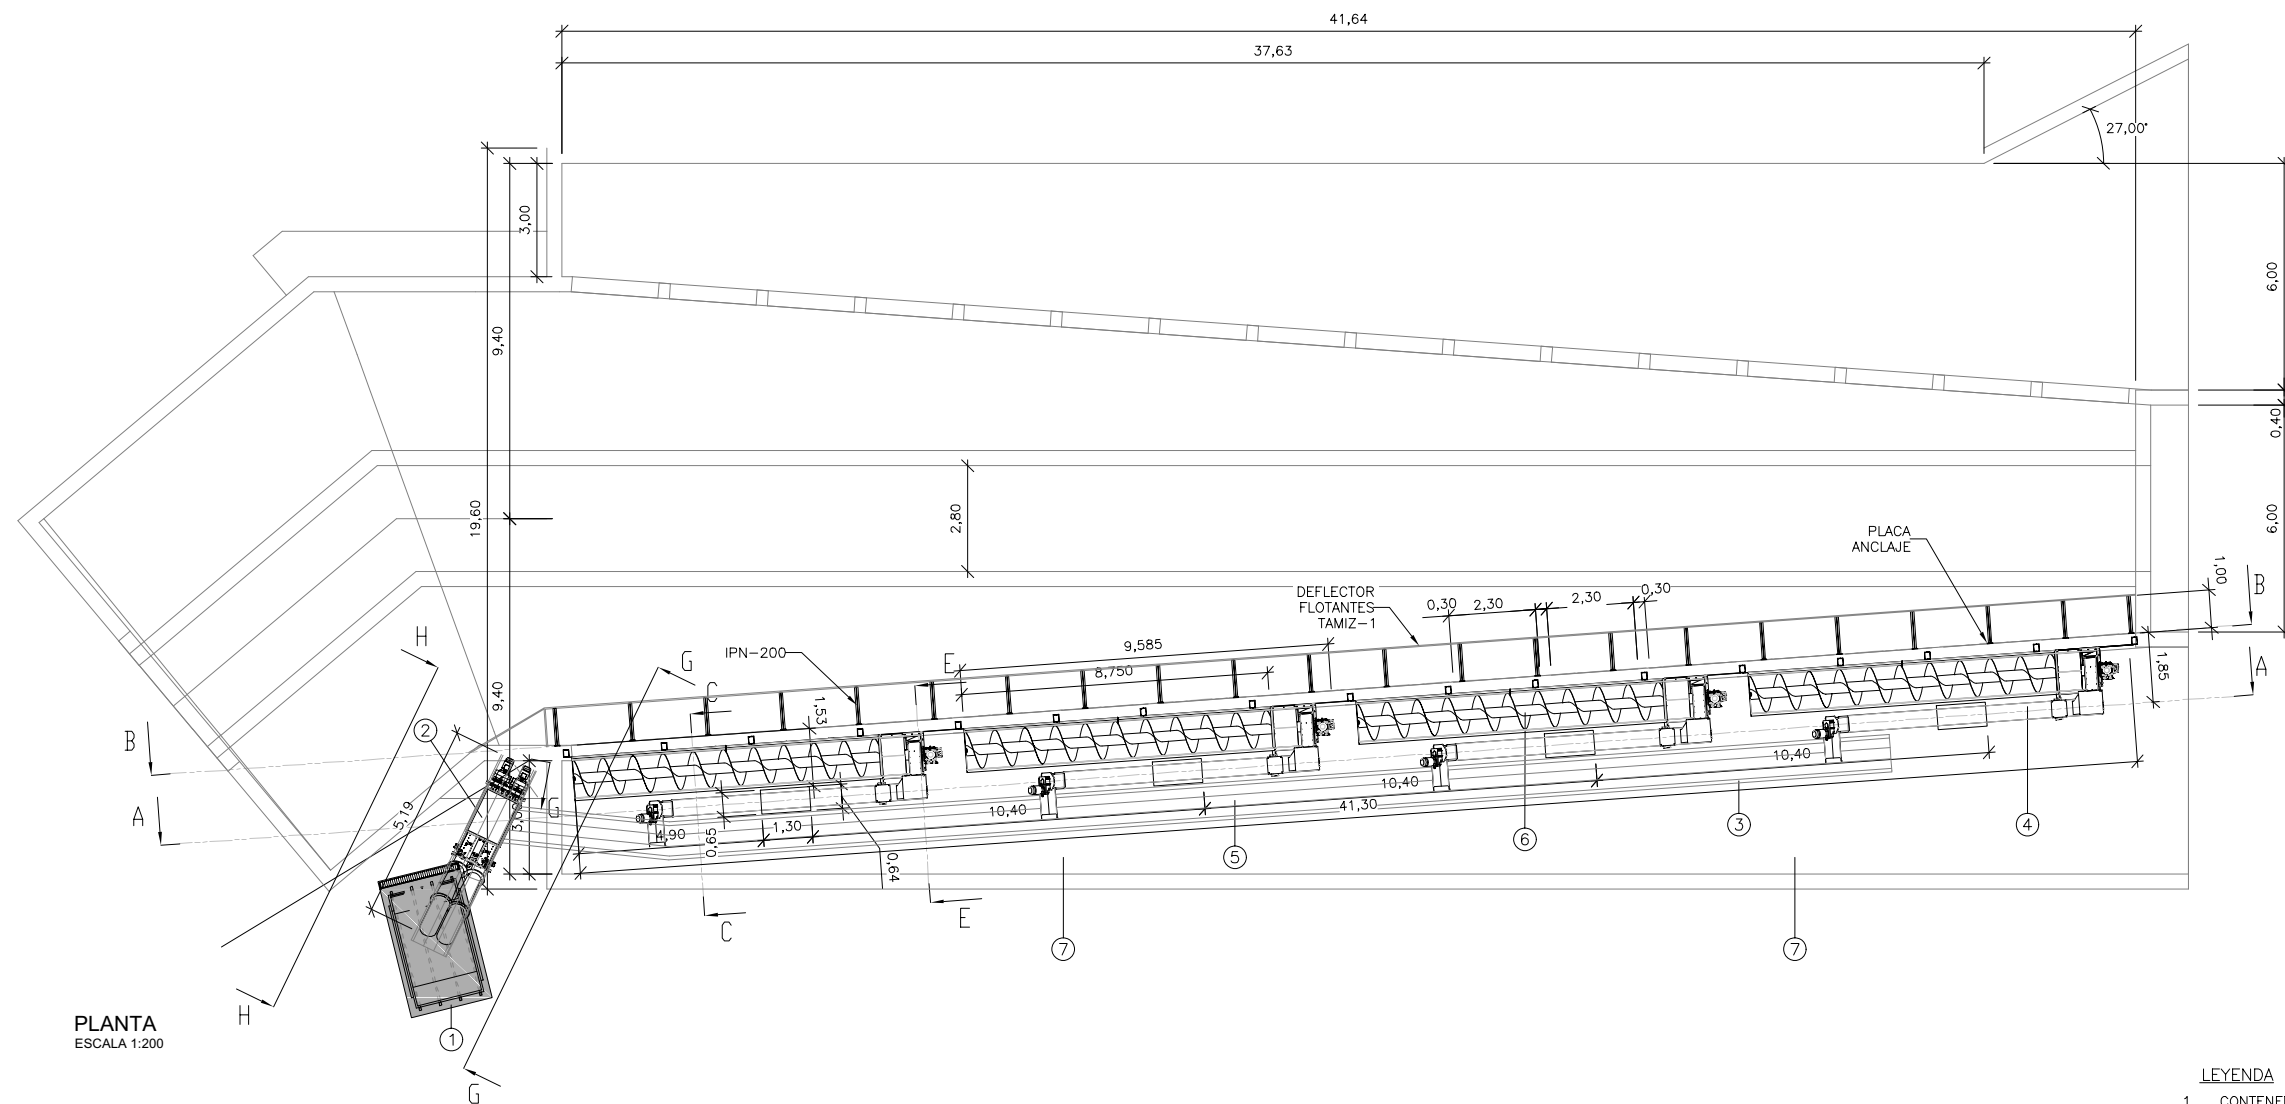 41,64
37,63
27,00°
3,00
9,40
19,60
6,00
0,40
2,80
6,00
PLACA
ANCLAJE
1,00
B
DEFLECTOR
FLOTANTES
TAMIZ-1
0,30
2,30
2,30
0,30
H
G
IPN-200
E
9,585
8,750
C
1,53
1,85
A
9,40
B
2
G
5,19
A
4,90
0,65
1,30
0,64
10,40
41,30
10,40
10,40
5
6
3
4
C
E
7
7
H
PLANTA
ESCALA 1:200
1
G
LEYENDA
1